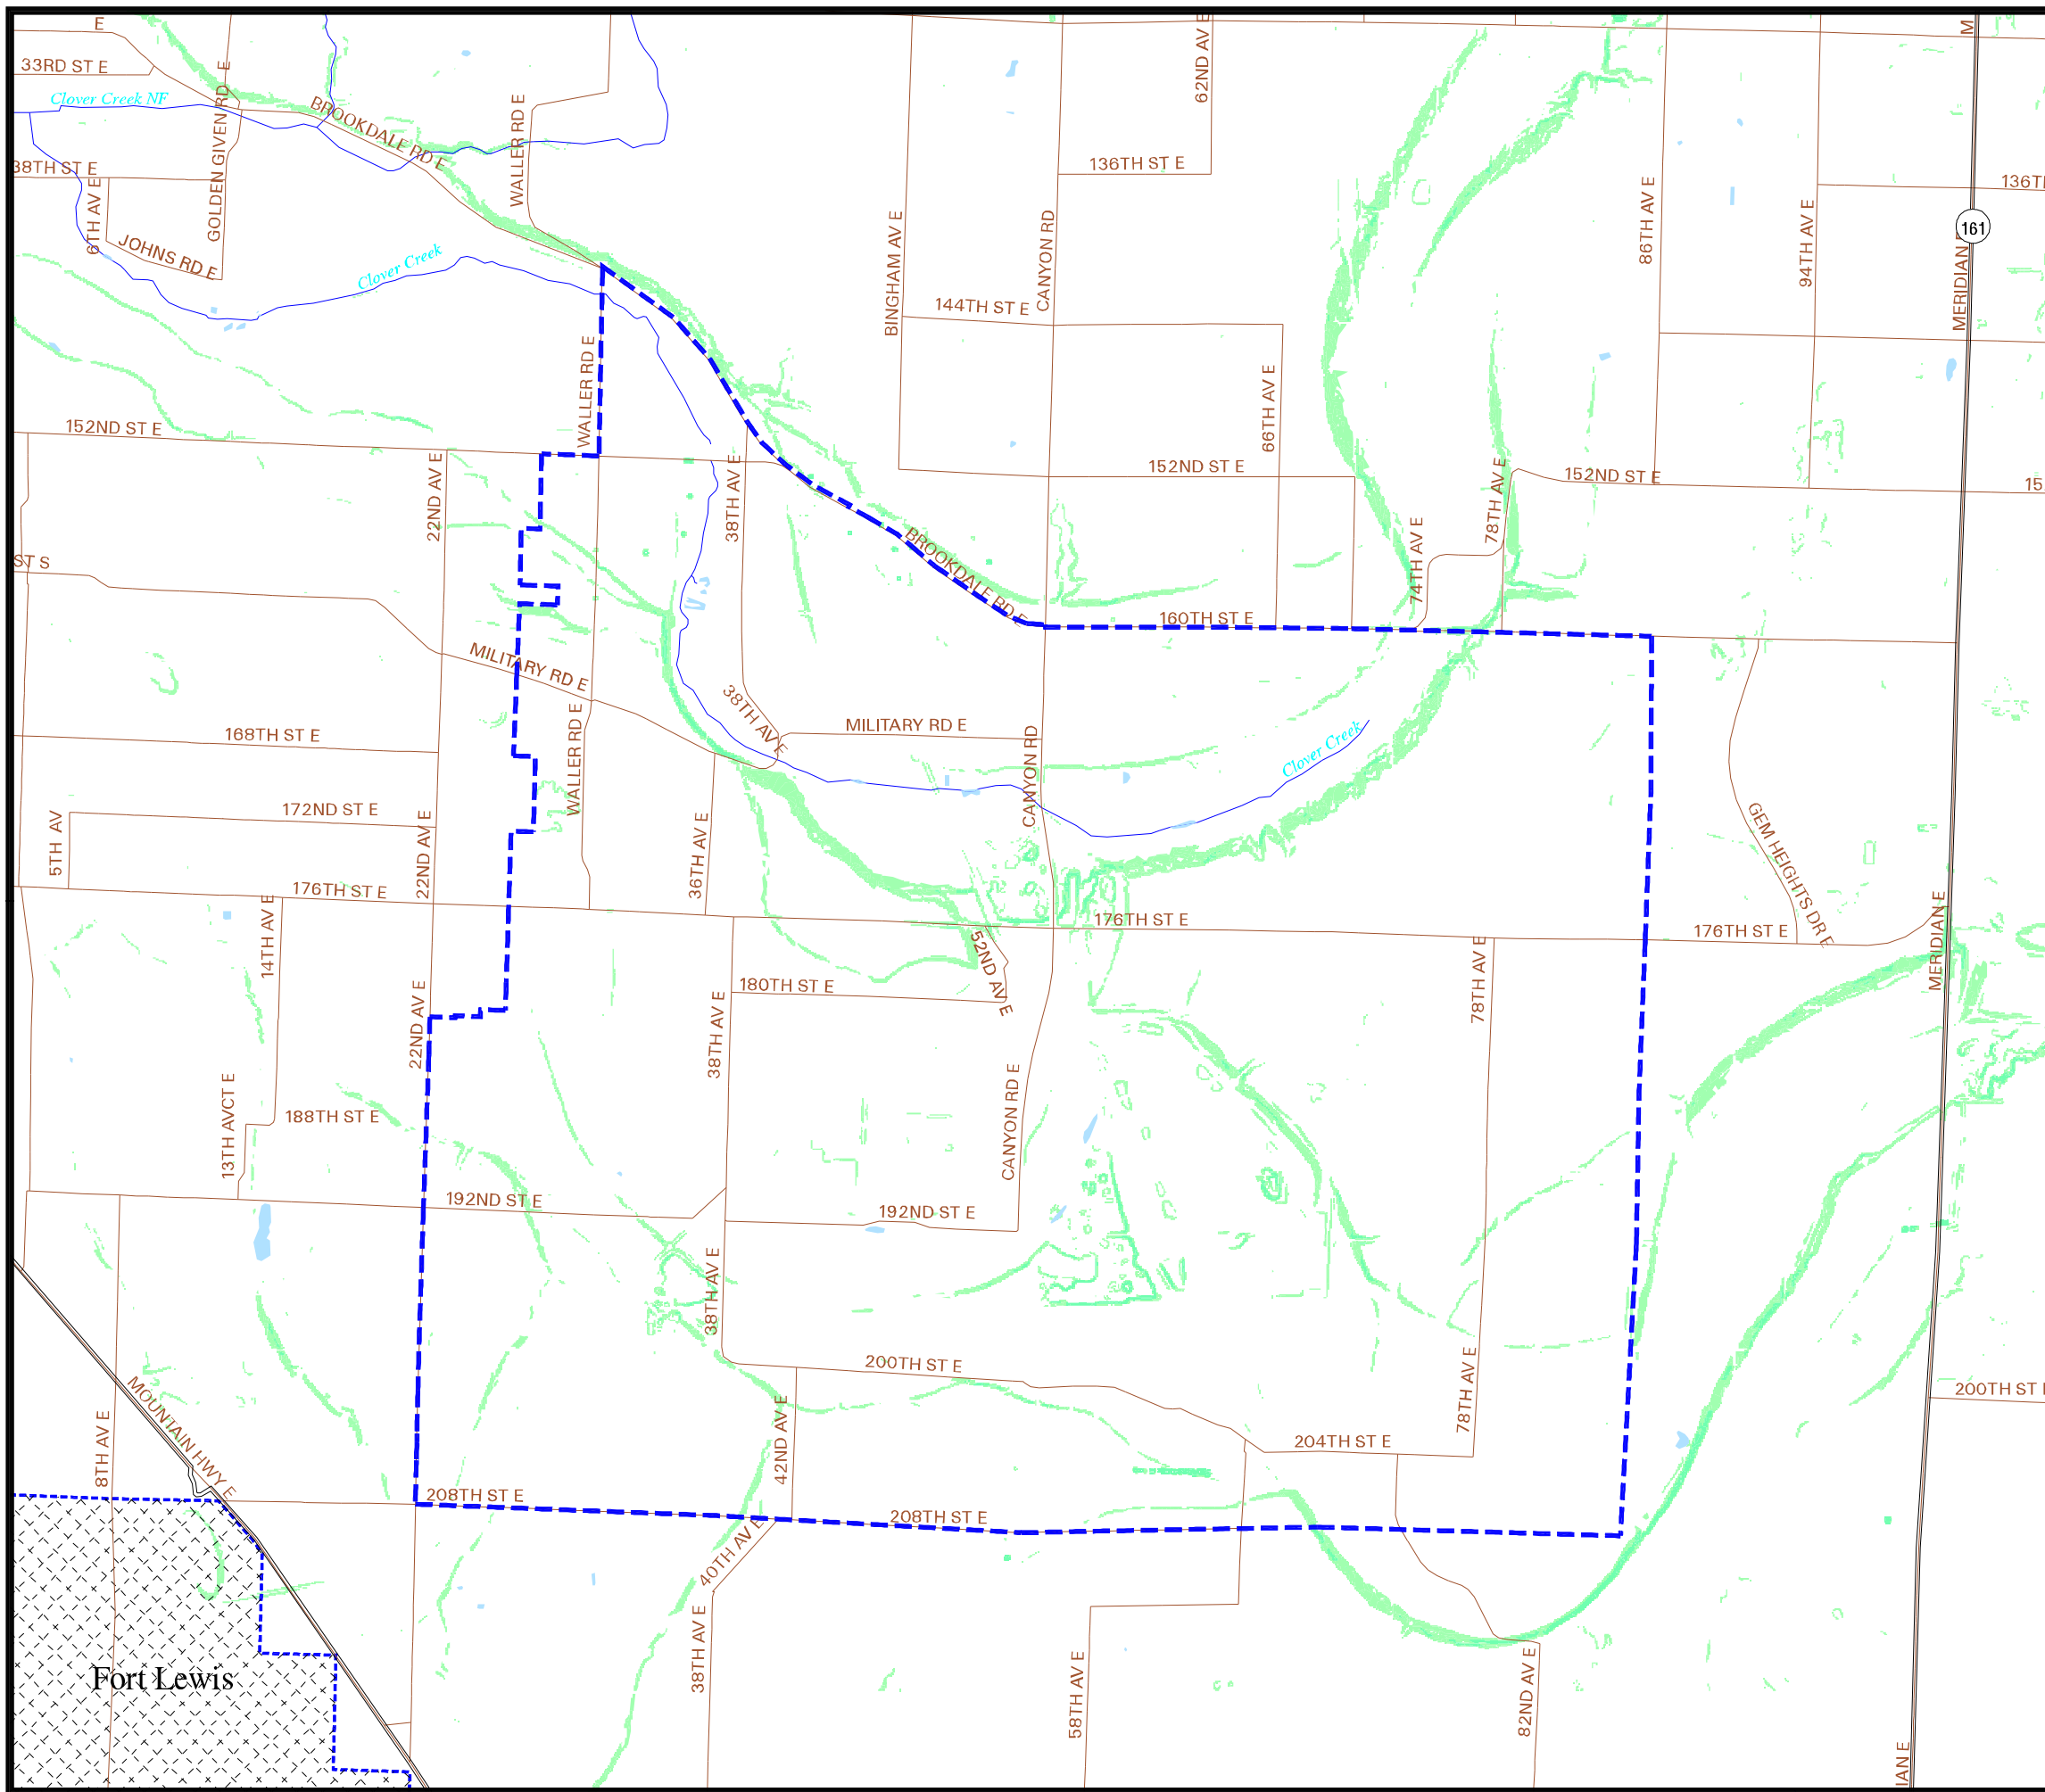 E
M
33RD ST E
62ND AV E
Clover Creek NF
GOLDEN GIVEN RD E
BROOKDALE RD E
WALLER RD E
136TH ST E
38TH ST E
6TH AV E
JOHNS RD E
Clover Creek
BINGHAM AV E
CANYON RD
86TH AV E
94TH AV E
136T
161
MERIDIAN E
144TH ST E
WALLER RD E
66TH AV E
152ND ST E
22ND AV E
38TH AV E
152ND ST E
78TH AV E
152ND ST E
15
ST S
BROOKDALE RD E
74TH AV E
160TH ST E
MILITARY RD E
38TH AV E
168TH ST E
WALLER RD E
MILITARY RD E
CANYON RD
Clover Creek
172ND ST E
5TH AV
22ND AV E
36TH AV E
GEM HEIGHTS DR E
176TH ST E
176TH ST E
176TH ST E
14TH AV E
52ND AV E
78TH AV E
MERIDIAN E
180TH ST E
22ND AV E
38TH AV E
CANYON RD E
13TH AVCT E
188TH ST E
192ND ST E
192ND ST E
38TH AV E
200TH ST E
200TH ST E
MOUNTAIN HWY E
8TH AV E
42ND AV E
78TH AV E
204TH ST E
208TH ST E
208TH ST E
40TH AV E
Fort Lewis
38TH AV E
58TH AV E
82ND AV E
IAN E